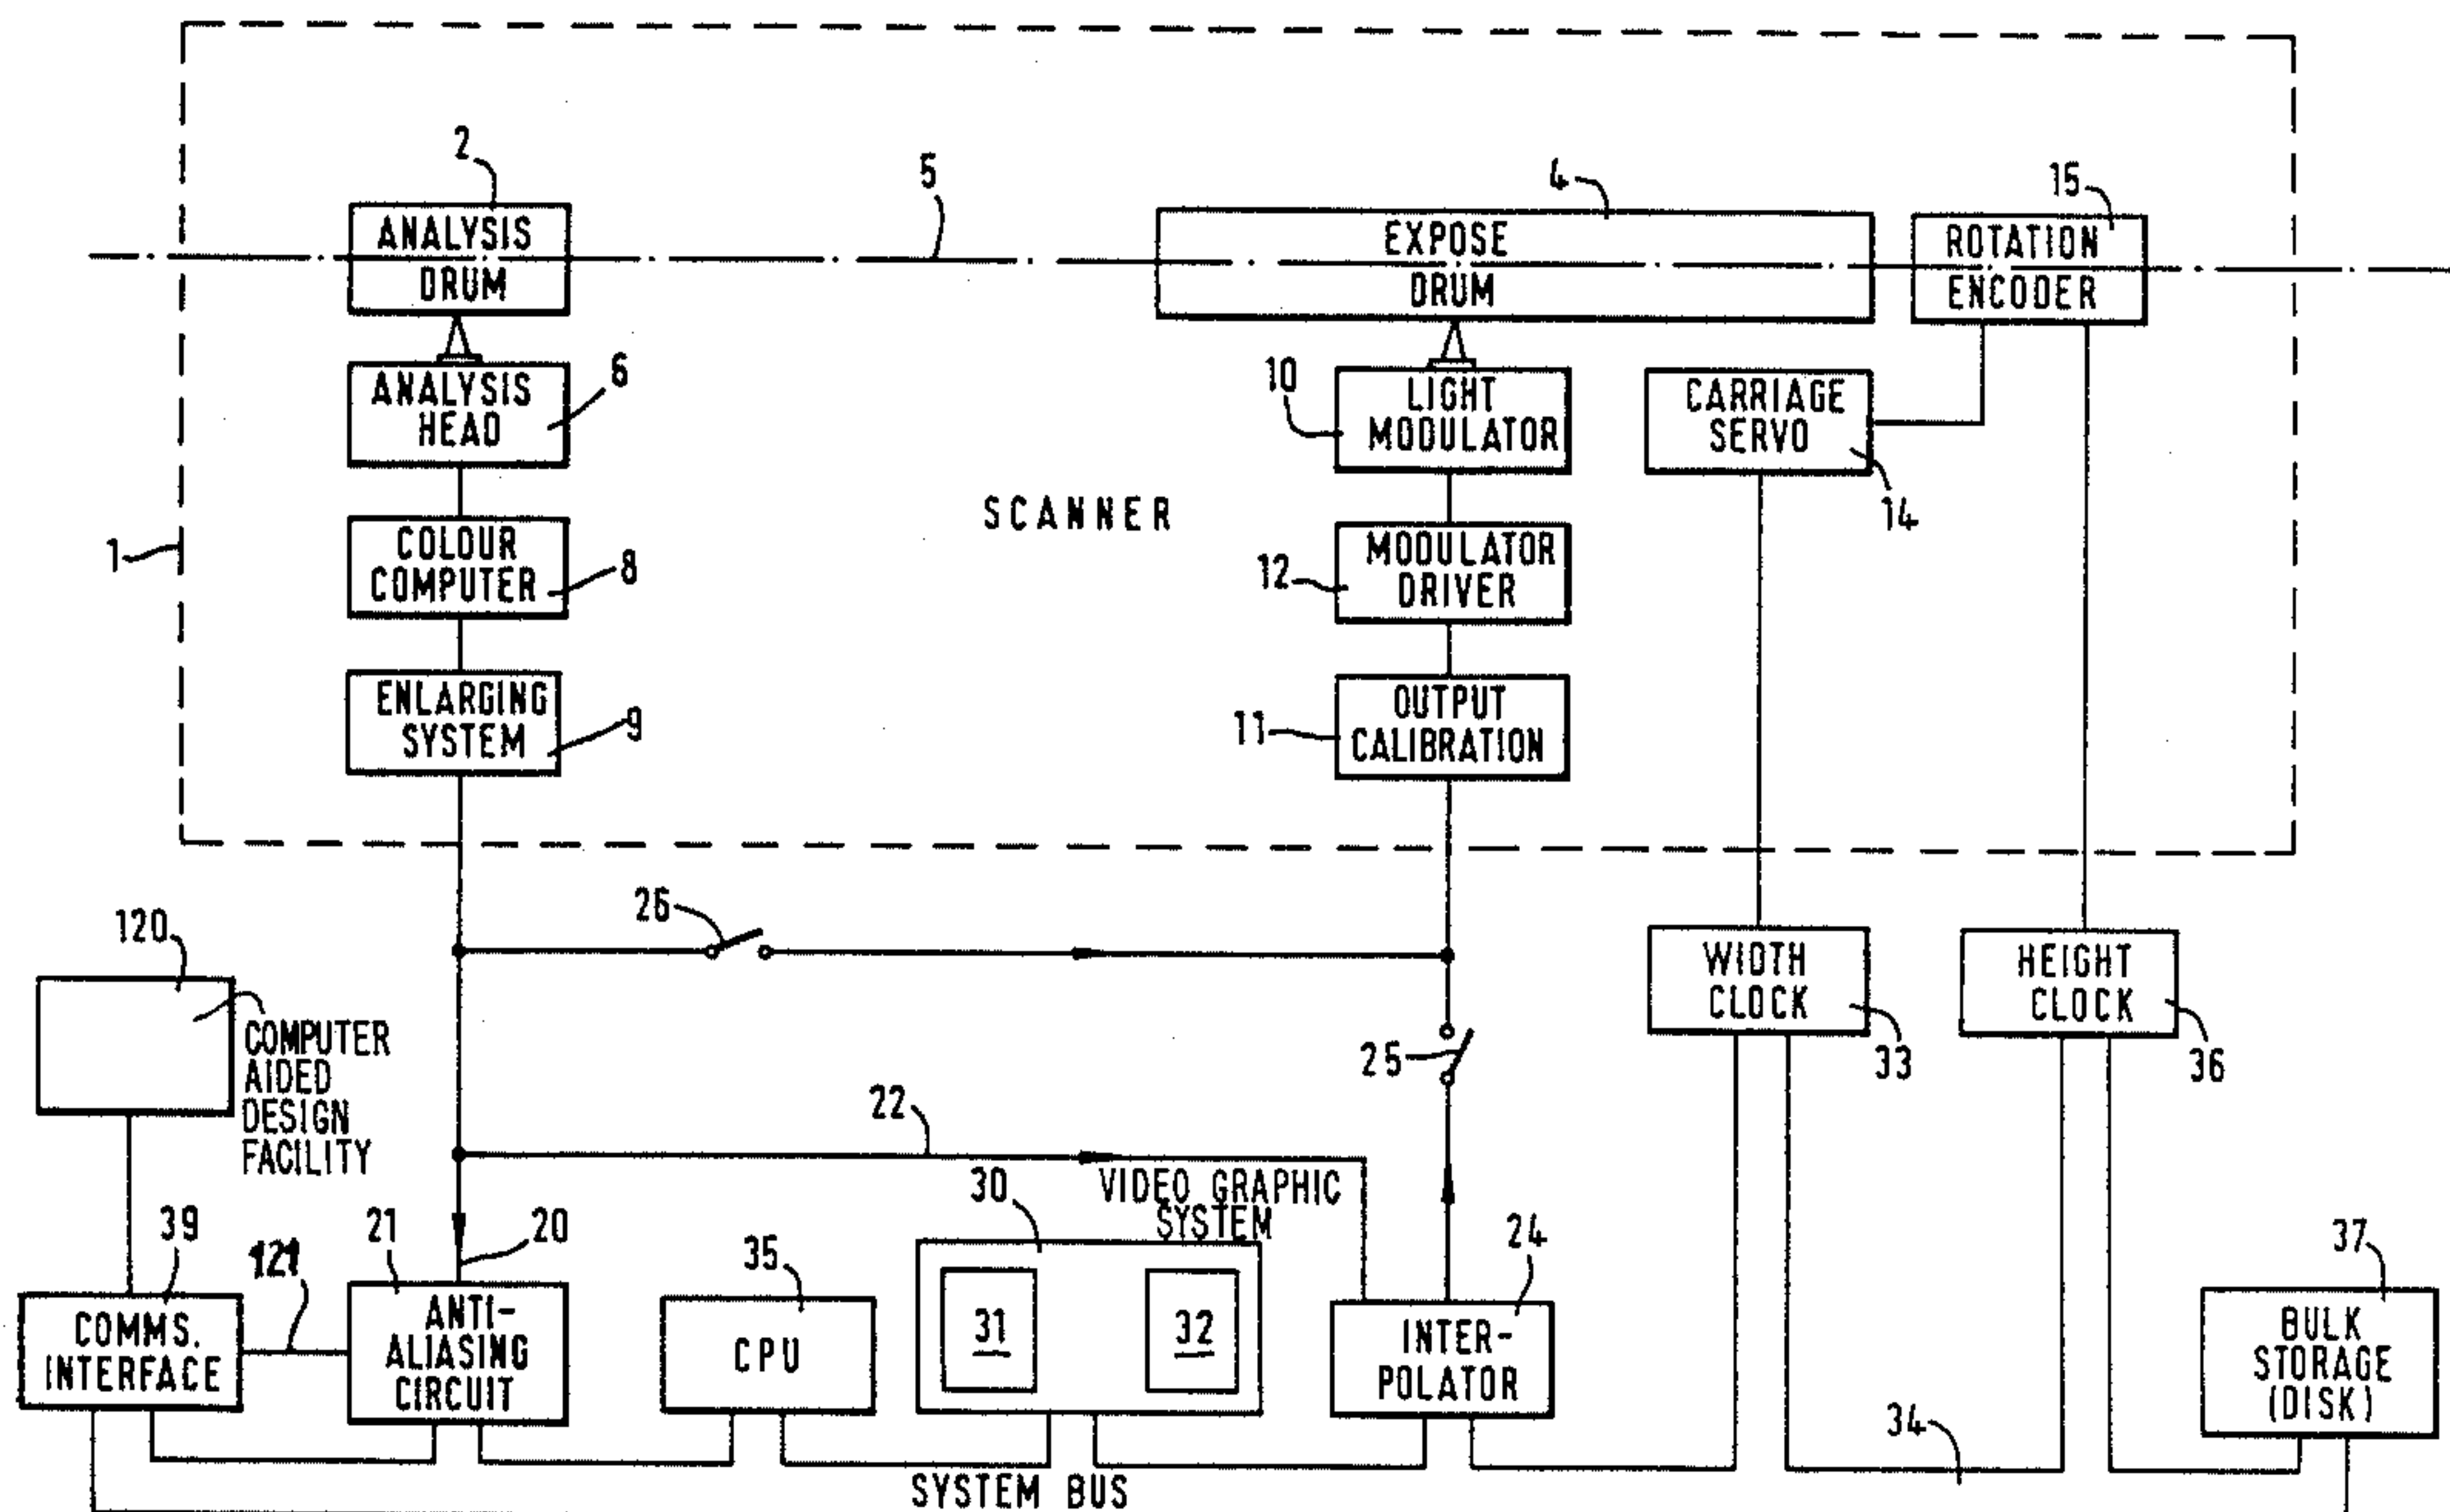 2
5
4
15
ANALYSIS
DRUM
EXPOSE
DRUM
ROTATION
ENCODER
ANALYSIS
HEAD
6
10
LIGHT
MODULATOR
CARRIAGE
SERVO
14
SCANNER
1
COLOUR
COMPUTER
8
12
MODULATOR
DRIVER
ENLARGING
SYSTEM
9
11
OUTPUT
CALIBRATION
26
120
WIDTH
CLOCK
33
HEIGHT
CLOCK
36
COMPUTER
AIDED
DESIGN
FACILITY
25
22
VIDEO GRAPHIC
SYSTEM
39
121
21
20
35
30
24
37
COMMS.
INTERFACE
ANTI-
ALIASING
CIRCUIT
CPU
31
32
INTER-
POLATOR
BULK
STORAGE
(DISK)
34
SYSTEM BUS